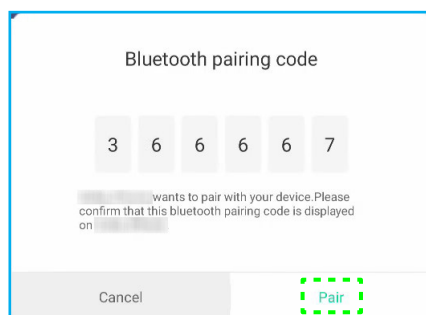 Bluetooth pairing code
3 6 6 6 6 7
wants to pair with your device.Please
confirm that this bluetooth pairing code is displayed
on
Cancel Pair